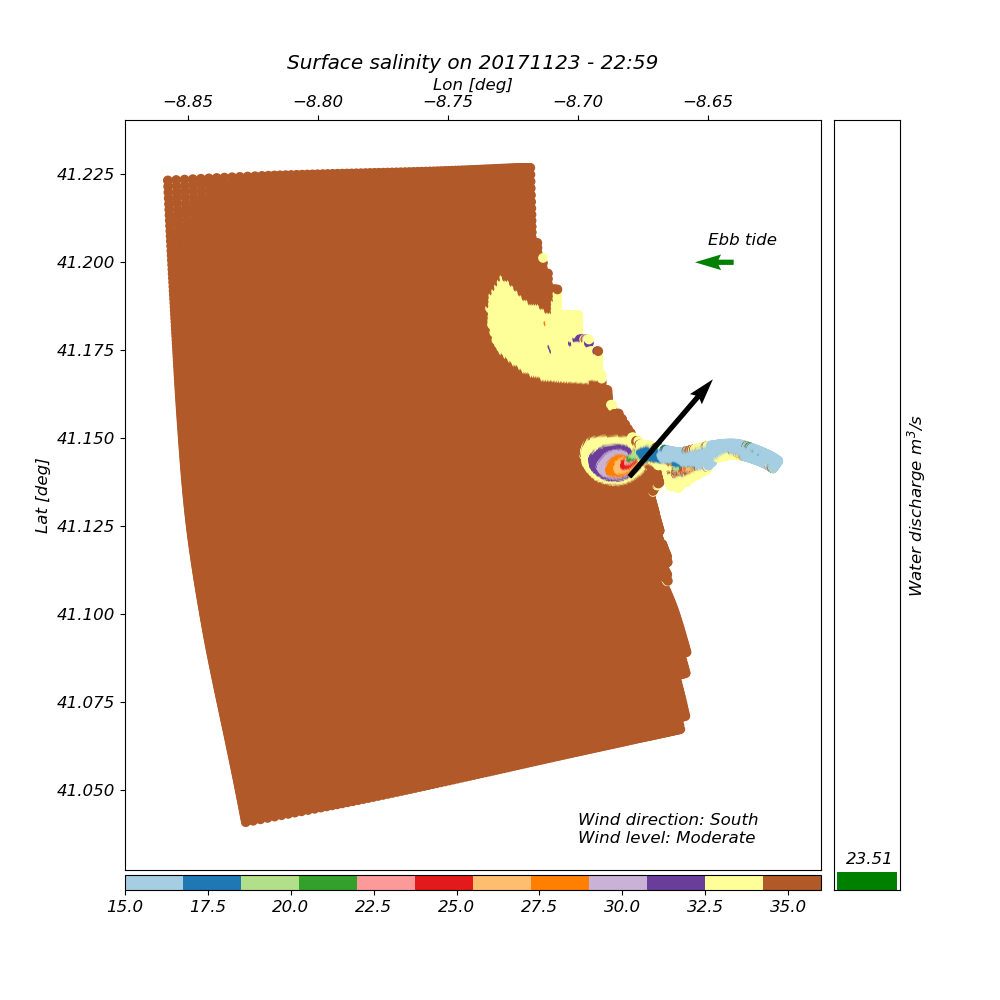 Surface salinity on 20171123 - 22:59
Lon [deg]
−8.85 −8.80 −8.75 −8.70 −8.65
41.225
41.200
41.175
41.150
41.125
41.100
41.075
41.050
Lat [deg]
Ebb tide
Wind direction: South
Wind level: Moderate
Water discharge m³/s
23.51
15.0 17.5 20.0 22.5 25.0 27.5 30.0 32.5 35.0